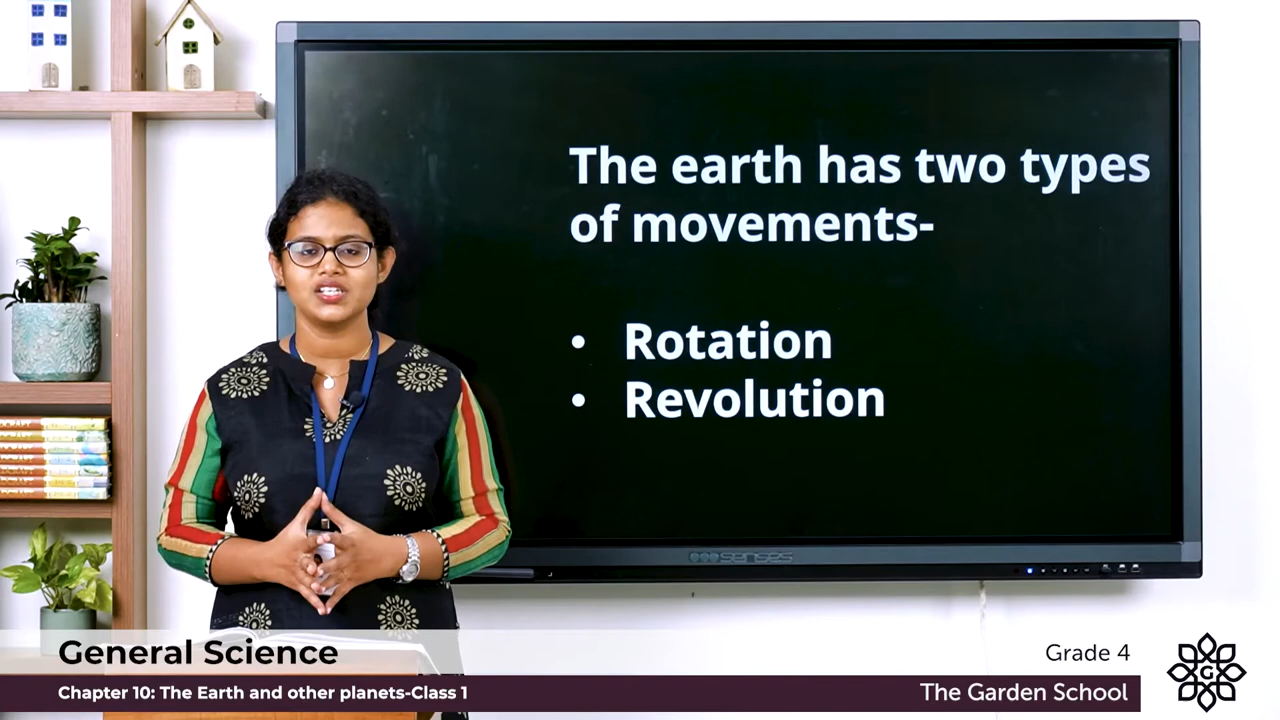 The earth has two types
of movements-
• Rotation
• Revolution
senses
General Science
Grade 4
Chapter 10: The Earth and other planets-Class 1
The Garden School
G